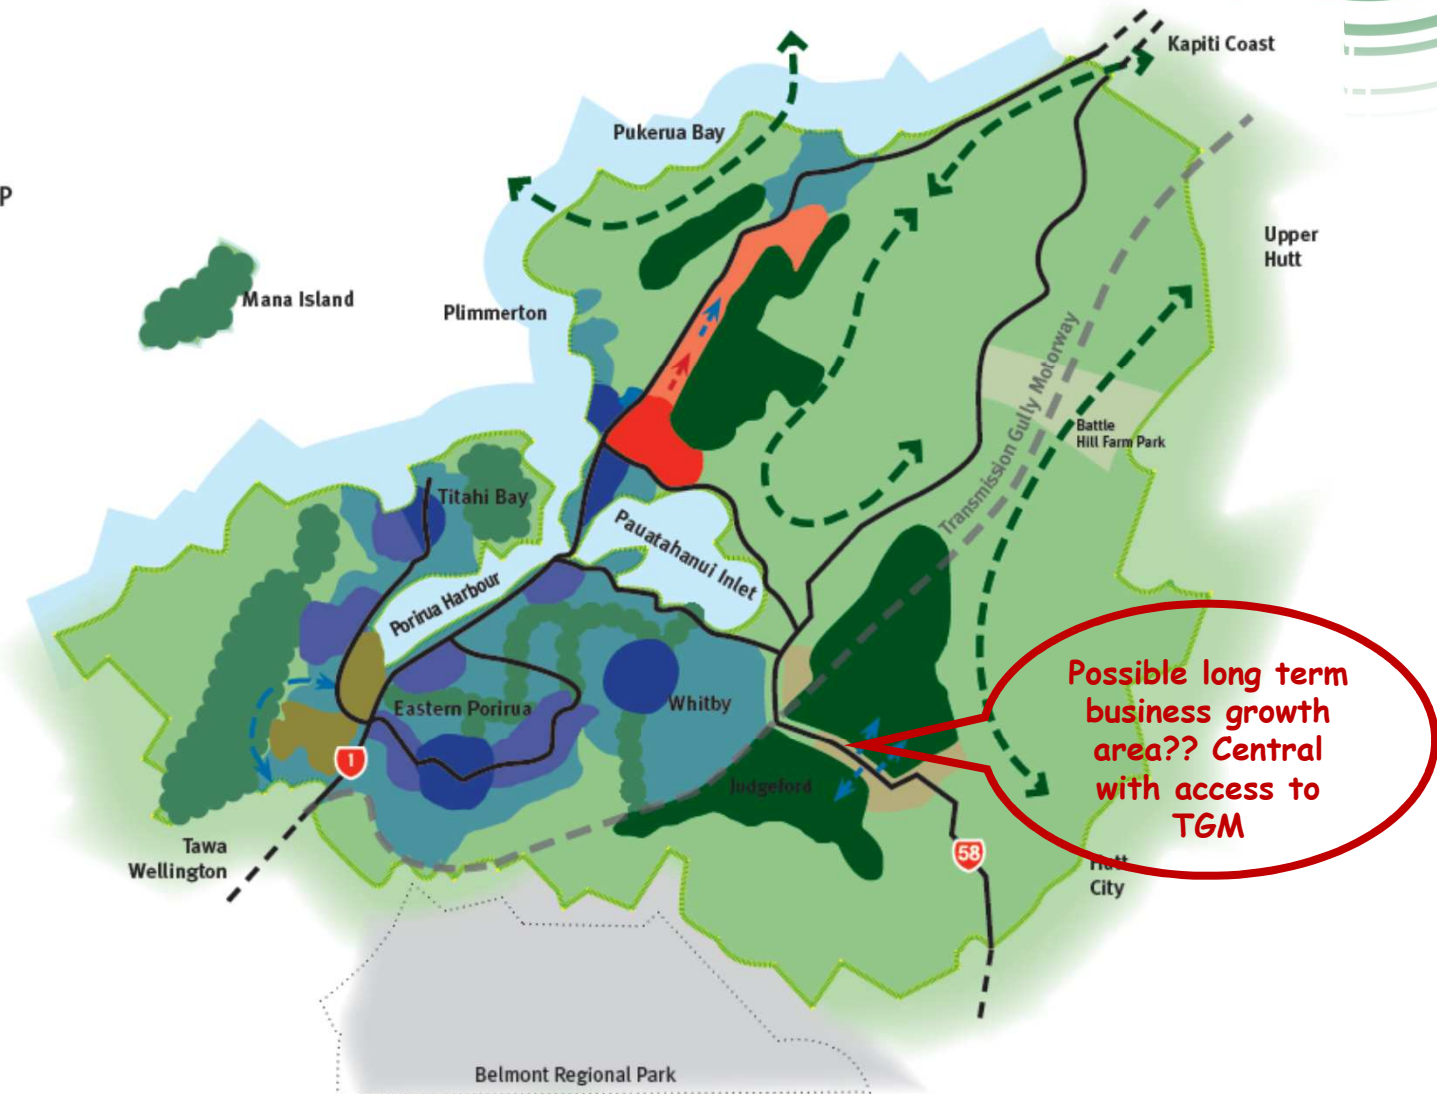 Kapiti Coast
Pukerua Bay
P
Upper
Hutt
Mana Island
Plimmerton
Transmission Gully Motorway
Battle
Hill Farm Park
Titahi Bay
Pauatahanui Inlet
Porirua Harbour
Possible long term
business growth
area?? Central
with access to
TGM
Eastern Porirua
Whitby
1
Judgeford
Tawa
Wellington
58
Hutt
City
Belmont Regional Park